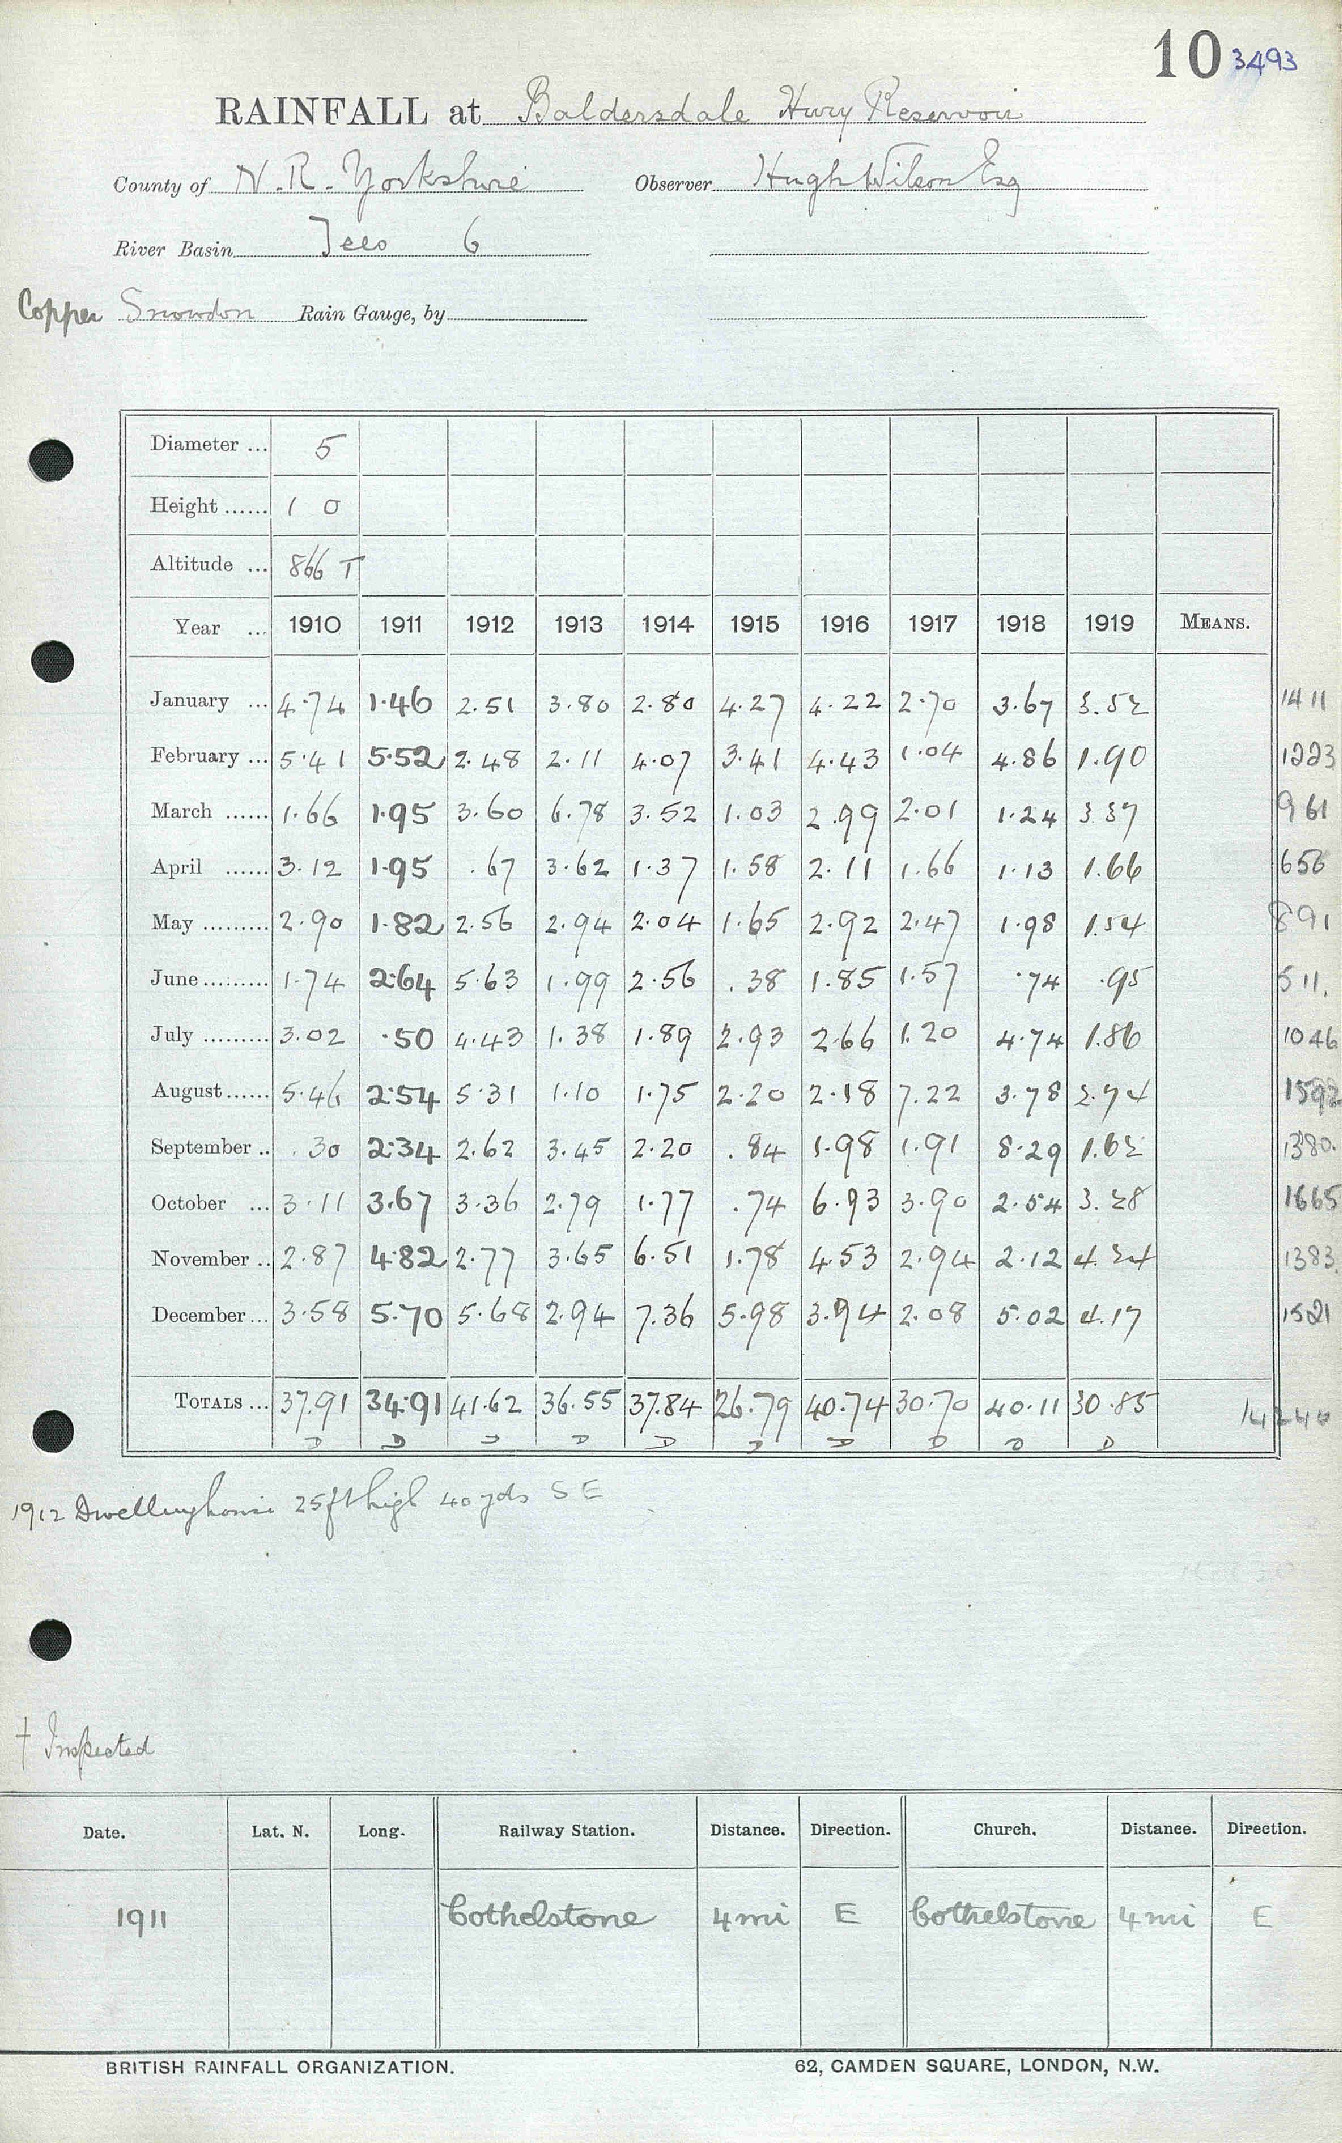 10 3493
RAINFALL at Baldersdale Hury Reservoir
County of N.R. Yorkshire Observer Hugh Wilson Esq
River Basin Tees 6
Copper Snowdon Rain Gauge, by
Diameter ... 5
Height ...... 1 0
Altitude ... 866 T
Year ... 1910 1911 1912 1913 1914 1915 1916 1917 1918 1919 MEANS.
January ... 4.74 1.46 2.51 3.80 2.80 4.27 4.22 2.70 3.67 3.52 1411
February ... 5.41 5.52 2.48 2.11 4.07 3.41 4.43 1.04 4.86 1.90 1223
March ...... 1.66 1.95 3.60 6.78 3.52 1.03 2.99 2.01 1.24 3.37 961
April ...... 3.12 1.95 .67 3.62 1.37 1.58 2.11 1.66 1.13 1.66 656
May ......... 2.90 1.82 2.56 2.94 2.04 1.65 2.92 2.47 1.98 1.54 891
June ......... 1.74 2.64 5.63 1.99 2.56 .38 1.85 1.57 .74 .95 511.
July ......... 3.02 .50 4.43 1.38 1.89 2.93 2.66 1.20 4.74 1.86 1046
August ...... 5.46 2.54 5.31 1.10 1.75 2.20 2.18 7.22 3.78 2.74 1592
September .. .30 2.34 2.62 3.45 2.20 .84 1.98 1.91 8.29 1.62 1380.
October ... 3.11 3.67 3.36 2.79 1.77 .74 6.93 3.90 2.54 3.28 1665
November .. 2.87 4.82 2.77 3.65 6.51 1.78 4.53 2.94 2.12 4.24 1383.
December ... 3.58 5.70 5.68 2.94 7.36 5.98 3.94 2.08 5.02 4.17 1521
TOTALS ... 37.91 34.91 41.62 36.55 37.84 26.79 40.74 30.70 40.11 30.85 14240
D D D D D D D D D D
1912 Dwellinghouse 25ft high 40 yds SE
† Inspected
Date. Lat. N. Long. Railway Station. Distance. Direction. Church. Distance. Direction.
1911 Cothelstone 4 mi E Cothelstone 4 mi E
BRITISH RAINFALL ORGANIZATION. 62, CAMDEN SQUARE, LONDON, N.W.